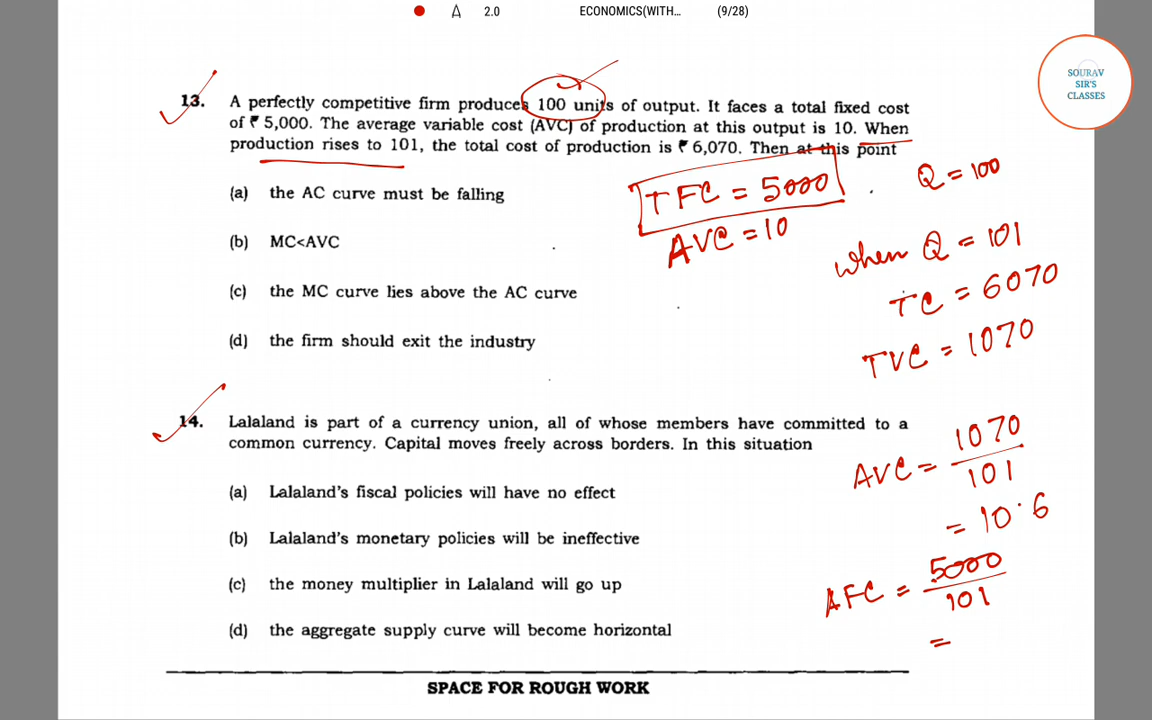 2.0 ECONOMICS(WITH... (9/28)
SOURAV
SIR'S
CLASSES
13. A perfectly competitive firm produces 100 units of output. It faces a total fixed cost
of ₹ 5,000. The average variable cost (AVC) of production at this output is 10. When
production rises to 101, the total cost of production is ₹ 6,070. Then at this point
(a) the AC curve must be falling
(b) MC<AVC
(c) the MC curve lies above the AC curve
(d) the firm should exit the industry
TFC = 5000
AVC = 10
Q = 100
when Q = 101
TC = 6070
TVC = 1070
14. Lalaland is part of a currency union, all of whose members have committed to a
common currency. Capital moves freely across borders. In this situation
(a) Lalaland's fiscal policies will have no effect
(b) Lalaland's monetary policies will be ineffective
(c) the money multiplier in Lalaland will go up
(d) the aggregate supply curve will become horizontal
AVC = 1070
101
= 10.6
AFC = 5000
101
=
SPACE FOR ROUGH WORK